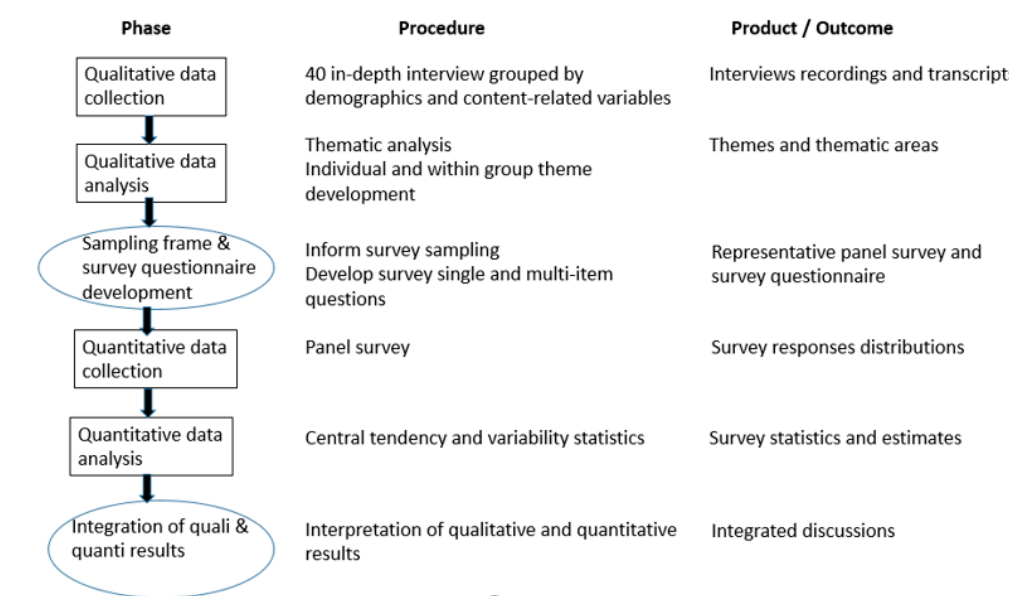 Phase Procedure Product / Outcome
Qualitative data
collection
40 in-depth interview grouped by
demographics and content-related variables
Interviews recordings and transcript
Qualitative data
analysis
Thematic analysis
Individual and within group theme
development
Themes and thematic areas
Sampling frame &
survey questionnaire
development
Inform survey sampling
Develop survey single and multi-item
questions
Representative panel survey and
survey questionnaire
Quantitative data
collection
Panel survey
Survey responses distributions
Quantitative data
analysis
Central tendency and variability statistics
Survey statistics and estimates
Integration of quali &
quanti results
Interpretation of qualitative and quantitative
results
Integrated discussions